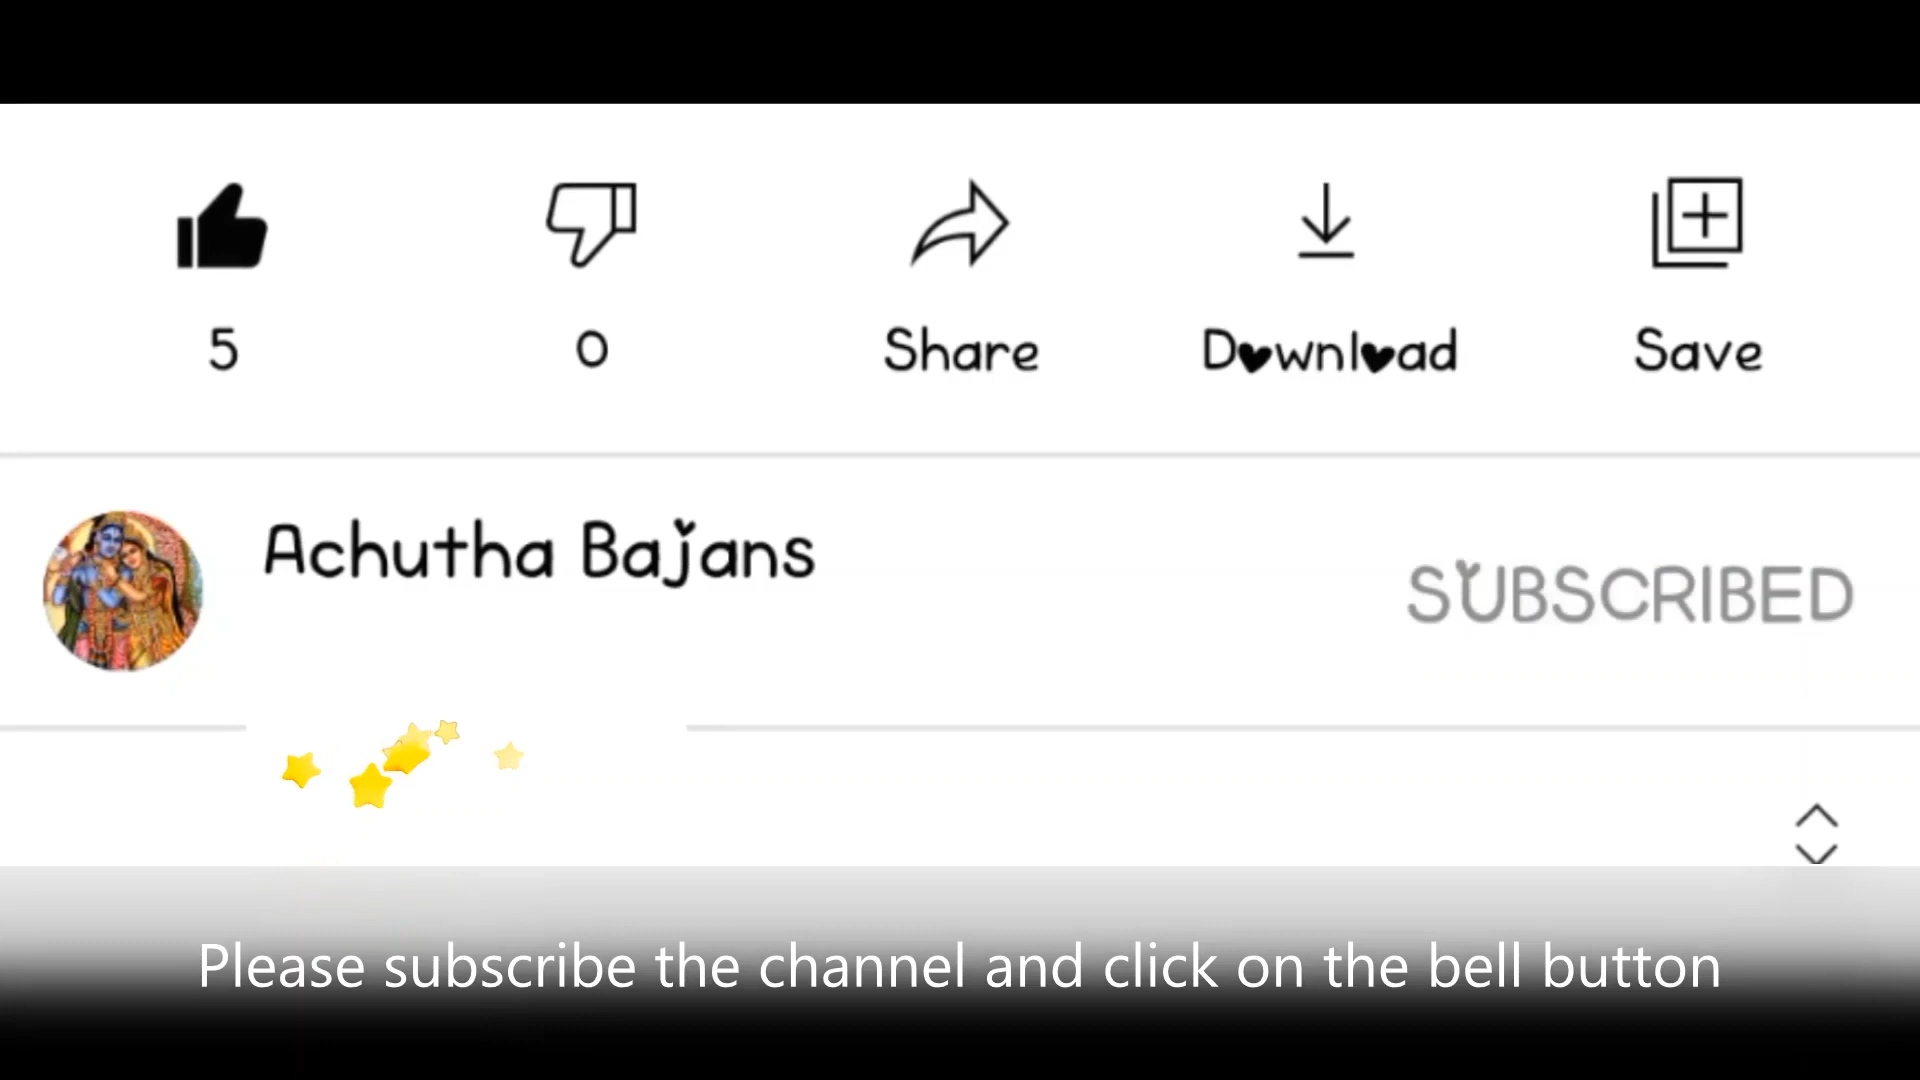 5 0 Share Download Save
Achutha Bajans
SUBSCRIBED
Please subscribe the channel and click on the bell button